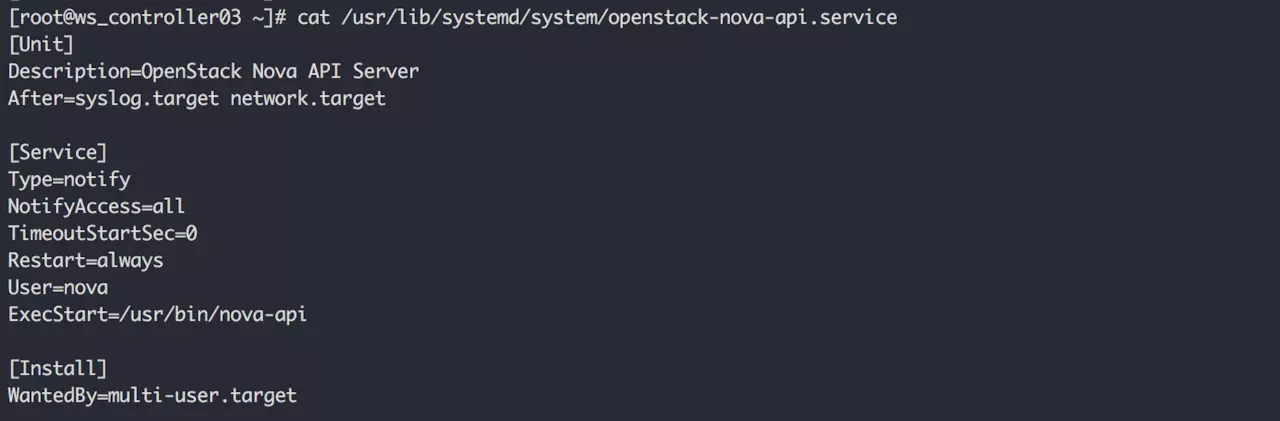 [root@ws_controller03 ~]# cat /usr/lib/systemd/system/openstack-nova-api.service
[Unit]
Description=OpenStack Nova API Server
After=syslog.target network.target
[Service]
Type=notify
NotifyAccess=all
TimeoutStartSec=0
Restart=always
User=nova
ExecStart=/usr/bin/nova-api
[Install]
WantedBy=multi-user.target